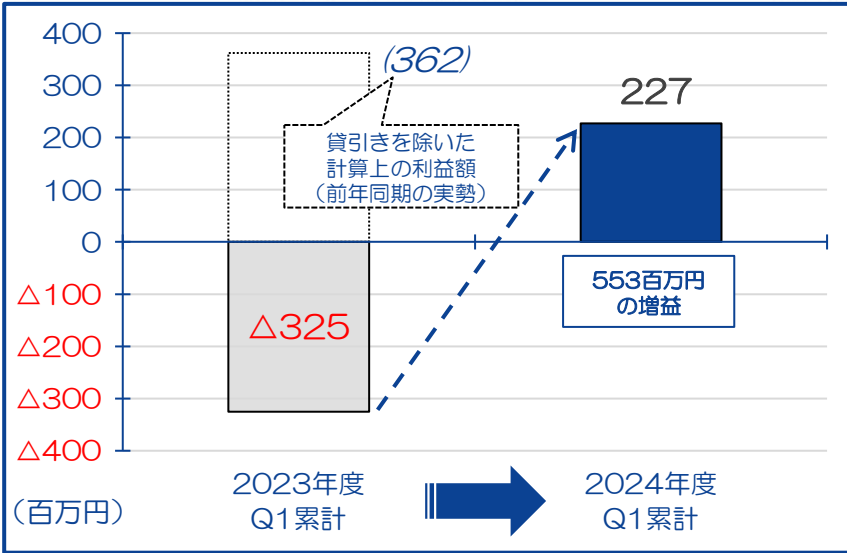 400
300
200
100
0
△100
△200
△300
△400
（百万円）
(362)
貸引きを除いた
計算上の利益額
（前年同期の実勢）
△325
227
553百万円
の増益
2023年度
Q1累計
2024年度
Q1累計